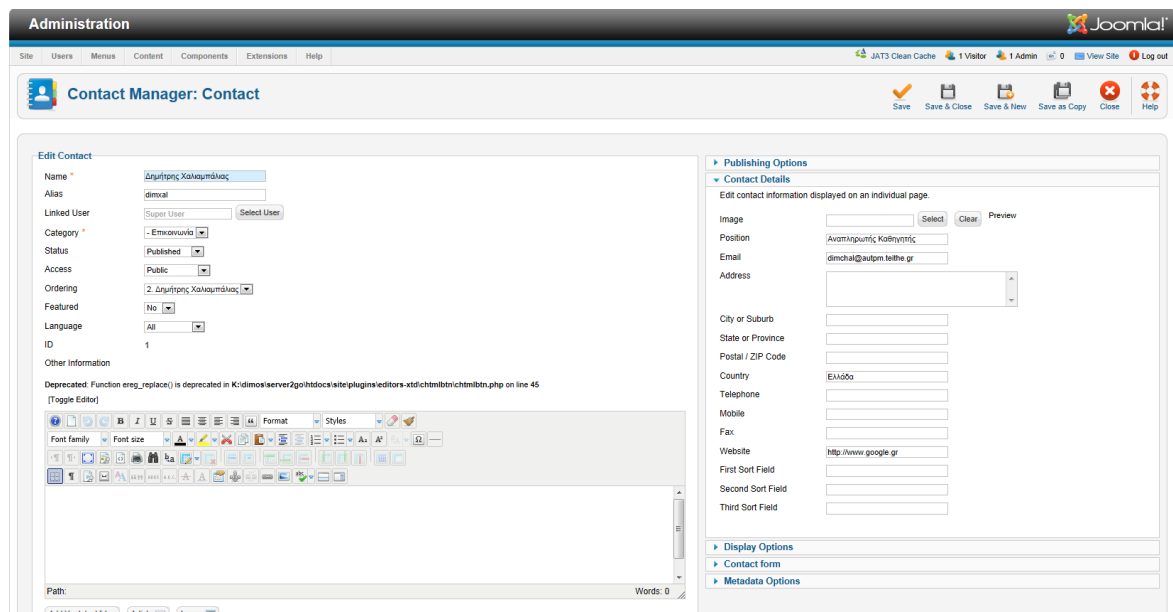 Administration
Joomla!
Site Users Menus Content Components Extensions Help
JAT3 Clean Cache 1 Visitor 1 Admin 0 View Site Log out
Contact Manager: Contact
Save Save & Close Save & New Save as Copy Close Help
Edit Contact
Name * Δημήτρης Χαλιαμπάλιας
Alias dimxal
Linked User Super User Select User
Category * - Επικοινωνία
Status Published
Access Public
Ordering 2. Δημήτρης Χαλιαμπάλιας
Featured No
Language All
ID 1
Other Information
Deprecated: Function ereg_replace() is deprecated in K:\dimos\server2go\htdocs\site\plugins\editors-xtd\chtmlbtn\chtmlbtn.php on line 45
[Toggle Editor]
Format Styles
Font family Font size
Path: Words: 0
Publishing Options
Contact Details
Edit contact information displayed on an individual page.
Image Select Clear Preview
Position Αναπληρωτής Καθηγητής
Email dimchal@autpm.teithe.gr
Address
City or Suburb
State or Province
Postal / ZIP Code
Country Ελλάδα
Telephone
Mobile
Fax
Website http://www.google.gr
First Sort Field
Second Sort Field
Third Sort Field
Display Options
Contact form
Metadata Options